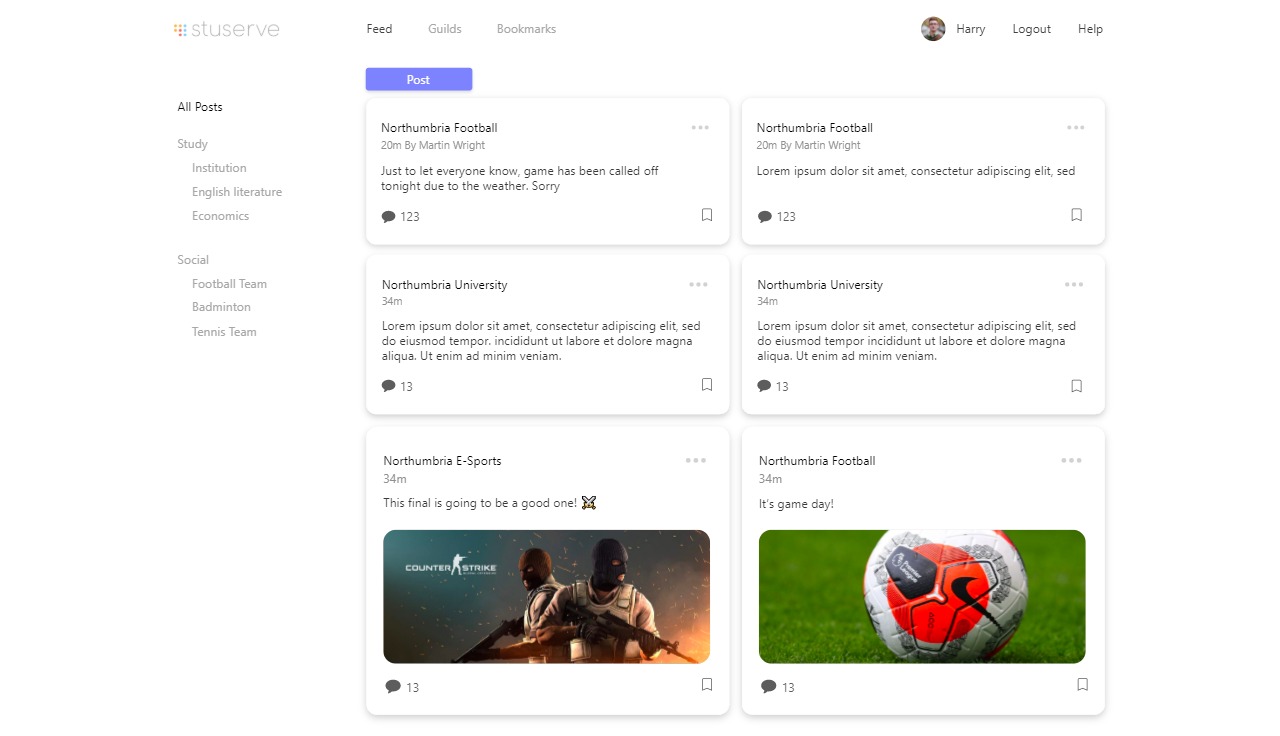 stuserve
Feed
Guilds
Bookmarks
Harry
Logout
Help
Post
All Posts
Study
Institution
English literature
Economics
Social
Football Team
Badminton
Tennis Team
Northumbria Football
20m By Martin Wright
Just to let everyone know, game has been called off
tonight due to the weather. Sorry
123
Northumbria Football
20m By Martin Wright
Lorem ipsum dolor sit amet, consectetur adipiscing elit, sed
123
Northumbria University
34m
Lorem ipsum dolor sit amet, consectetur adipiscing elit, sed
do eiusmod tempor. incididunt ut labore et dolore magna
aliqua. Ut enim ad minim veniam.
13
Northumbria University
34m
Lorem ipsum dolor sit amet, consectetur adipiscing elit, sed
do eiusmod tempor incididunt ut labore et dolore magna
aliqua. Ut enim ad minim veniam.
13
Northumbria E-Sports
34m
This final is going to be a good one! ⚔
COUNTER STRIKE
13
Northumbria Football
34m
It's game day!
Premier
League
13